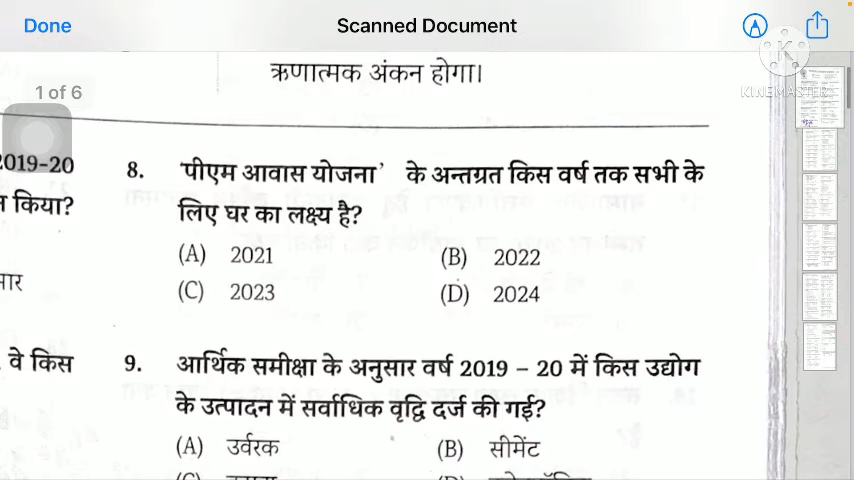 Done
Scanned Document
ऋणात्मक अंकन होगा।
KINEMASTER
1 of 6
2019-20
किया?
वे किस
8. 'पीएम आवास योजना' के अन्तग्रत किस वर्ष तक सभी के
लिए घर का लक्ष्य है?
(A) 2021 (B) 2022
(C) 2023 (D) 2024
9. आर्थिक समीक्षा के अनुसार वर्ष 2019 – 20 में किस उद्योग
के उत्पादन में सर्वाधिक वृद्वि दर्ज की गई?
(A) उर्वरक (B) सीमेंट